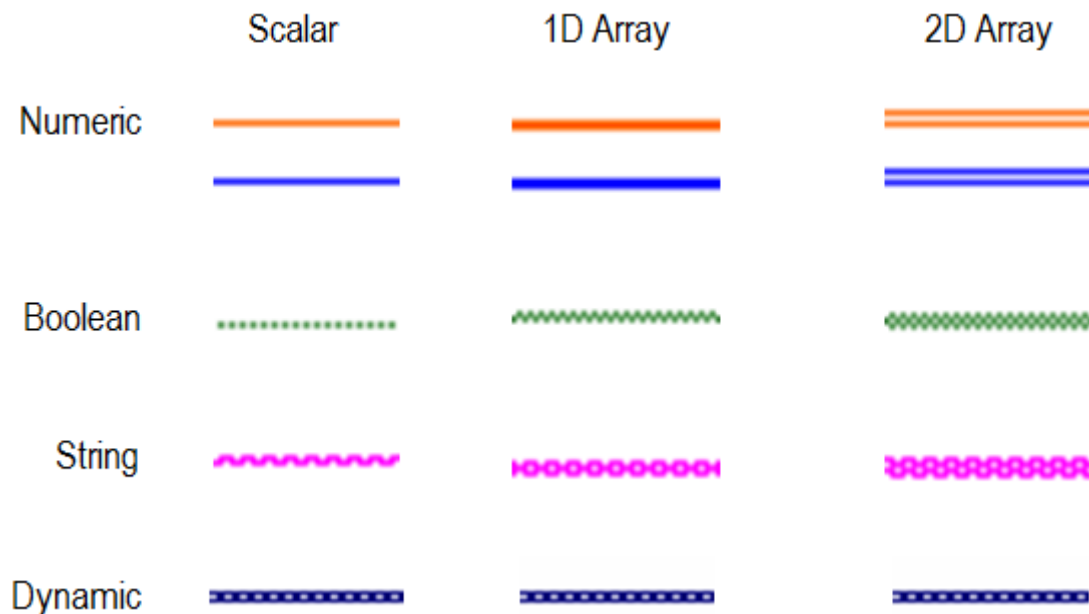 Scalar 1D Array 2D Array
Numeric
Boolean
String
Dynamic